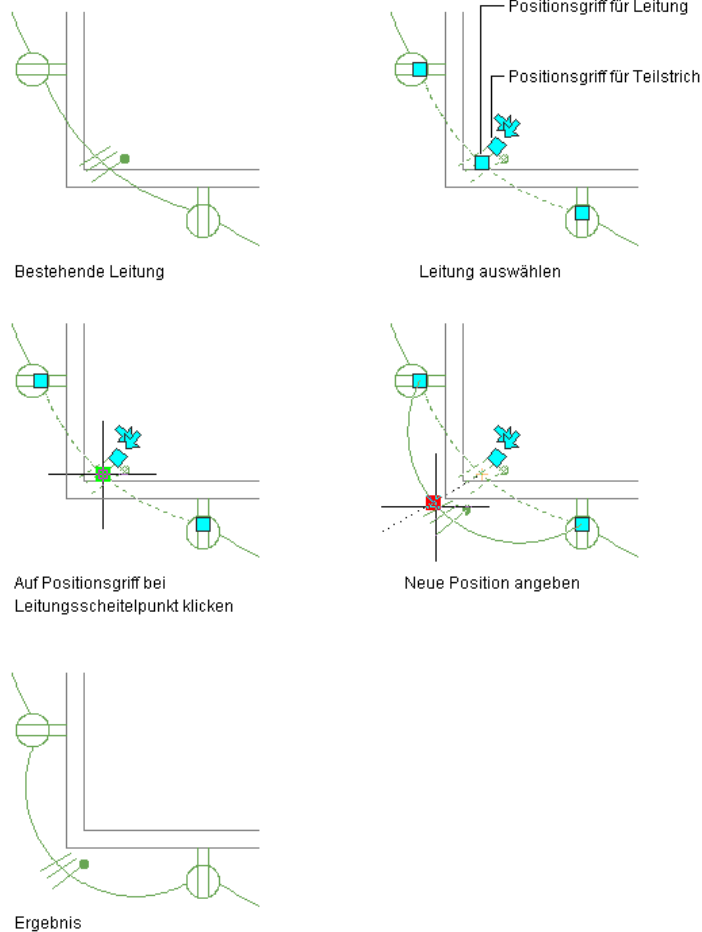 Positionsgriff für Leitung
Positionsgriff für Teilstrich
Bestehende Leitung
Leitung auswählen
Auf Positionsgriff bei
Leitungsscheitelpunkt klicken
Neue Position angeben
Ergebnis